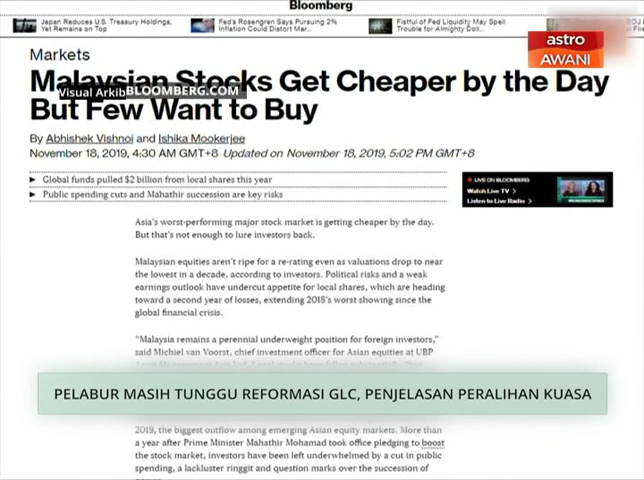 Bloomberg
Japan Reduces U.S. Treasury Holdings,
Yet Remains on Top
Fed's Rosengren Says Pursuing 2%
Inflation Could Distort Mar...
Fistful of Fed Liquidity May Spell
Trouble for Almighty Doll...
astro
AWANI
Markets
Malaysian Stocks Get Cheaper by the Day
But Few Want to Buy
Visual Arkib BLOOMBERG.COM
By Abhishek Vishnoi and Ishika Mookerjee
November 18, 2019, 4:30 AM GMT+8 Updated on November 18, 2019, 5:02 PM GMT+8
Global funds pulled $2 billion from local shares this year
Public spending cuts and Mahathir succession are key risks
LIVE ON BLOOMBERG
Watch Live TV >
Listen to Live Radio >
Asia's worst-performing major stock market is getting cheaper by the day.
But that's not enough to lure investors back.
Malaysian equities aren't ripe for a re-rating even as valuations drop to near
the lowest in a decade, according to investors. Political risks and a weak
earnings outlook have undercut appetite for local shares, which are heading
toward a second year of losses, extending 2018's worst showing since the
global financial crisis.
"Malaysia remains a perennial underweight position for foreign investors,"
said Michiel van Voorst, chief investment officer for Asian equities at UBP
PELABUR MASIH TUNGGU REFORMASI GLC, PENJELASAN PERALIHAN KUASA
2019, the biggest outflow among emerging Asian equity markets. More than
a year after Prime Minister Mahathir Mohamad took office pledging to boost
the stock market, investors have been left underwhelmed by a cut in public
spending, a lackluster ringgit and question marks over the succession of